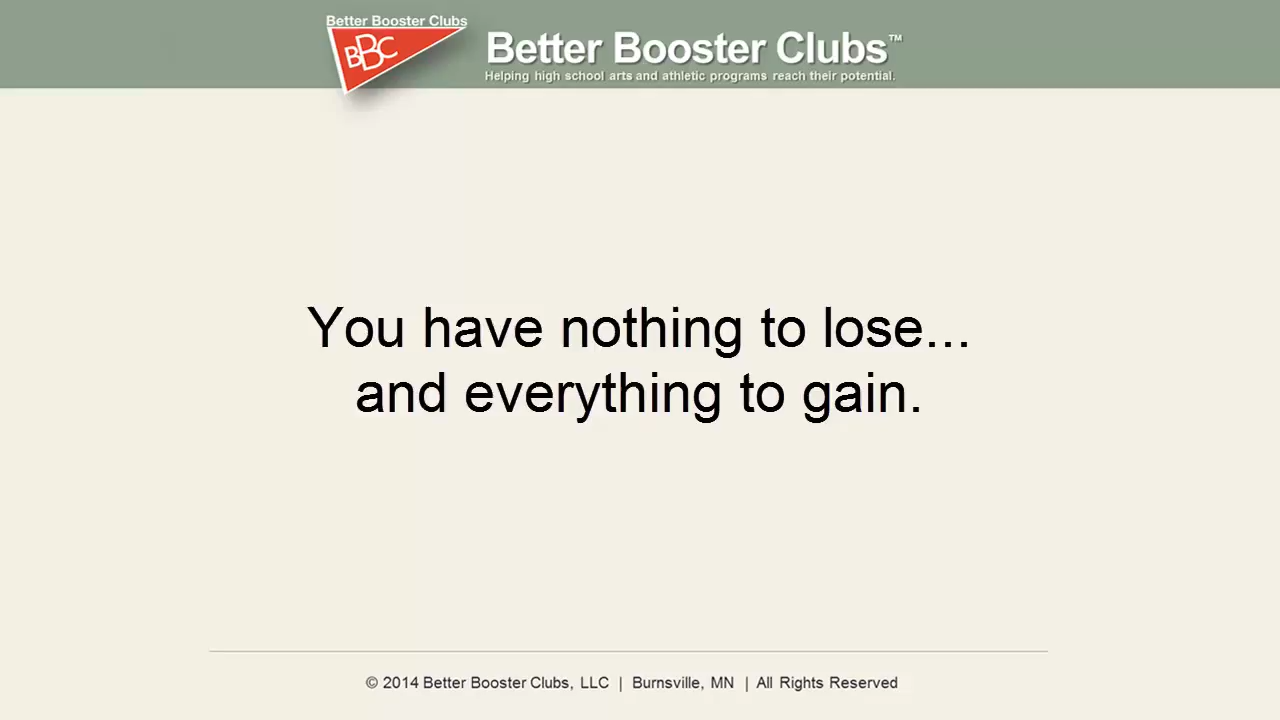 Better Booster Clubs
BBC
Better Booster Clubs™
Helping high school arts and athletic programs reach their potential.
You have nothing to lose...
and everything to gain.
© 2014 Better Booster Clubs, LLC | Burnsville, MN | All Rights Reserved